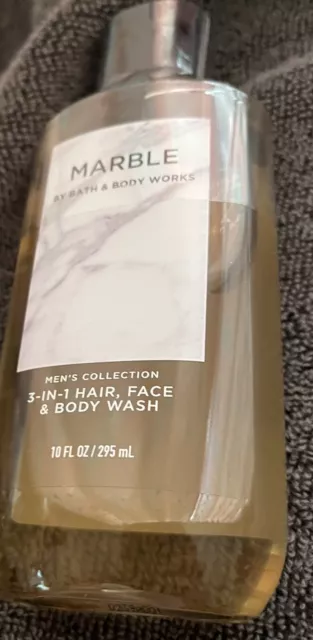 MARBLE
BY BATH & BODY WORKS
MEN'S COLLECTION
3-IN-1 HAIR, FACE
& BODY WASH
10 FL OZ / 295 mL